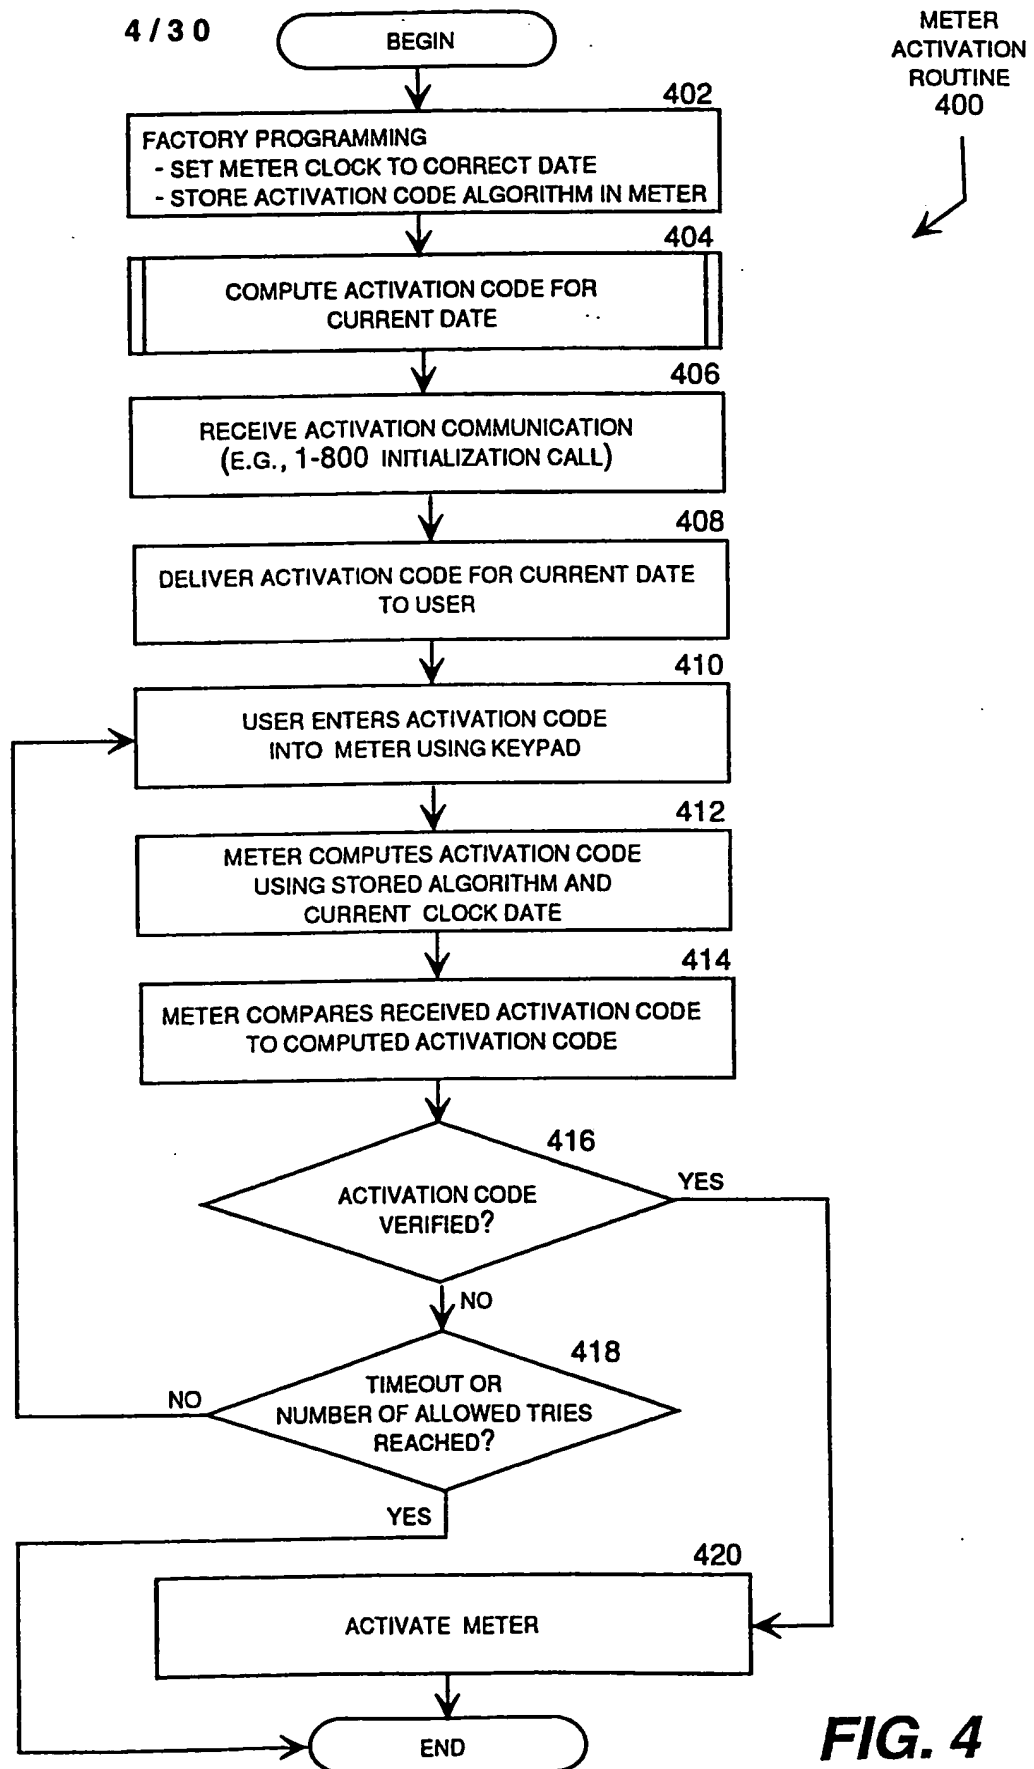 4/30
BEGIN
METER
ACTIVATION
ROUTINE
400
402
FACTORY PROGRAMMING
- SET METER CLOCK TO CORRECT DATE
- STORE ACTIVATION CODE ALGORITHM IN METER
404
COMPUTE ACTIVATION CODE FOR
CURRENT DATE
406
RECEIVE ACTIVATION COMMUNICATION
(E.G., 1-800 INITIALIZATION CALL)
408
DELIVER ACTIVATION CODE FOR CURRENT DATE
TO USER
410
USER ENTERS ACTIVATION CODE
INTO METER USING KEYPAD
412
METER COMPUTES ACTIVATION CODE
USING STORED ALGORITHM AND
CURRENT CLOCK DATE
414
METER COMPARES RECEIVED ACTIVATION CODE
TO COMPUTED ACTIVATION CODE
416
ACTIVATION CODE
VERIFIED?
YES
NO
418
TIMEOUT OR
NUMBER OF ALLOWED TRIES
REACHED?
NO
YES
420
ACTIVATE METER
END
FIG. 4